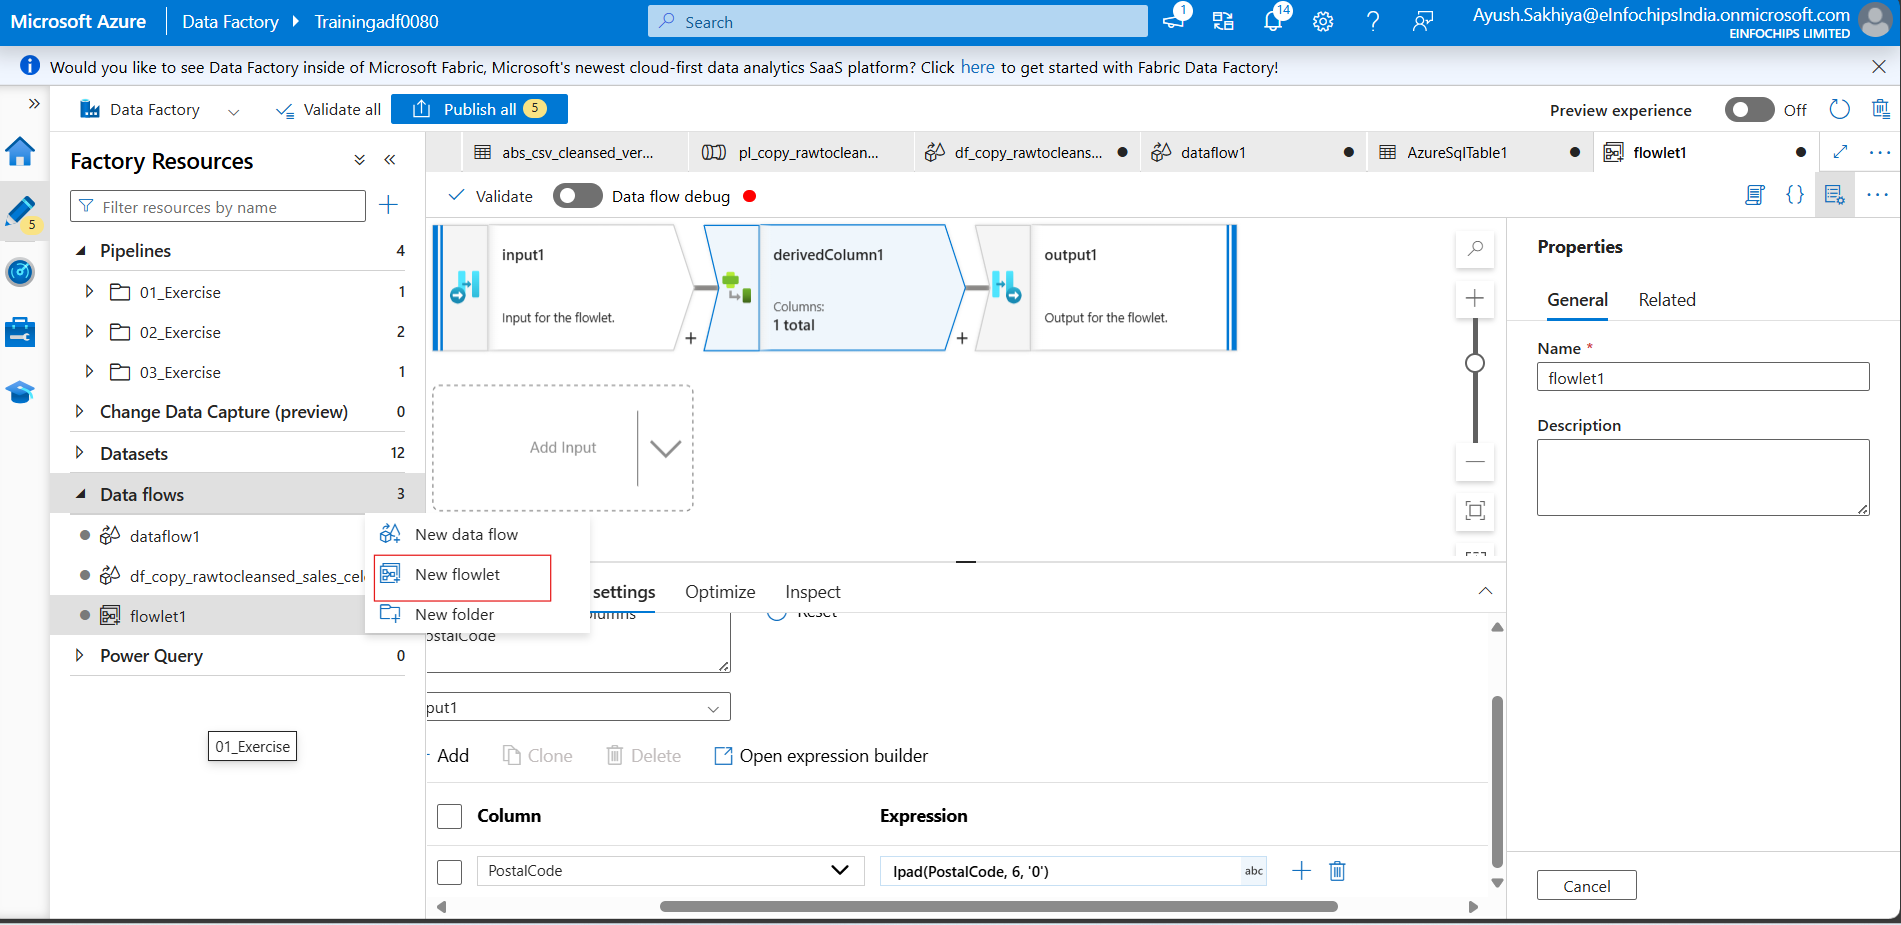 Microsoft Azure
Data Factory
Trainingadf0080
Search
1
14
Ayush.Sakhiya@eInfochipsIndia.onmicrosoft.com
EINFOCHIPS LIMITED
Would you like to see Data Factory inside of Microsoft Fabric, Microsoft's newest cloud-first data analytics SaaS platform? Click here to get started with Fabric Data Factory!
Data Factory
Validate all
Publish all 5
Preview experience
Off
5
Factory Resources
Filter resources by name
Pipelines 4
01_Exercise 1
02_Exercise 2
03_Exercise 1
Change Data Capture (preview) 0
Datasets 12
Data flows 3
dataflow1
df_copy_rawtocleansed_sales_cel
flowlet1
Power Query 0
01_Exercise
New data flow
New flowlet
New folder
abs_csv_cleansed_ver...
pl_copy_rawtoclean...
df_copy_rawtocleans...
dataflow1
AzureSqlTable1
flowlet1
Validate
Data flow debug
{}
input1
Input for the flowlet.
derivedColumn1
Columns:
1 total
output1
Output for the flowlet.
Add Input
settings
Optimize
Inspect
Reset
ostalCode
put1
Add
Clone
Delete
Open expression builder
Column
Expression
PostalCode
lpad(PostalCode, 6, '0')
abc
Properties
General
Related
Name *
flowlet1
Description
Cancel